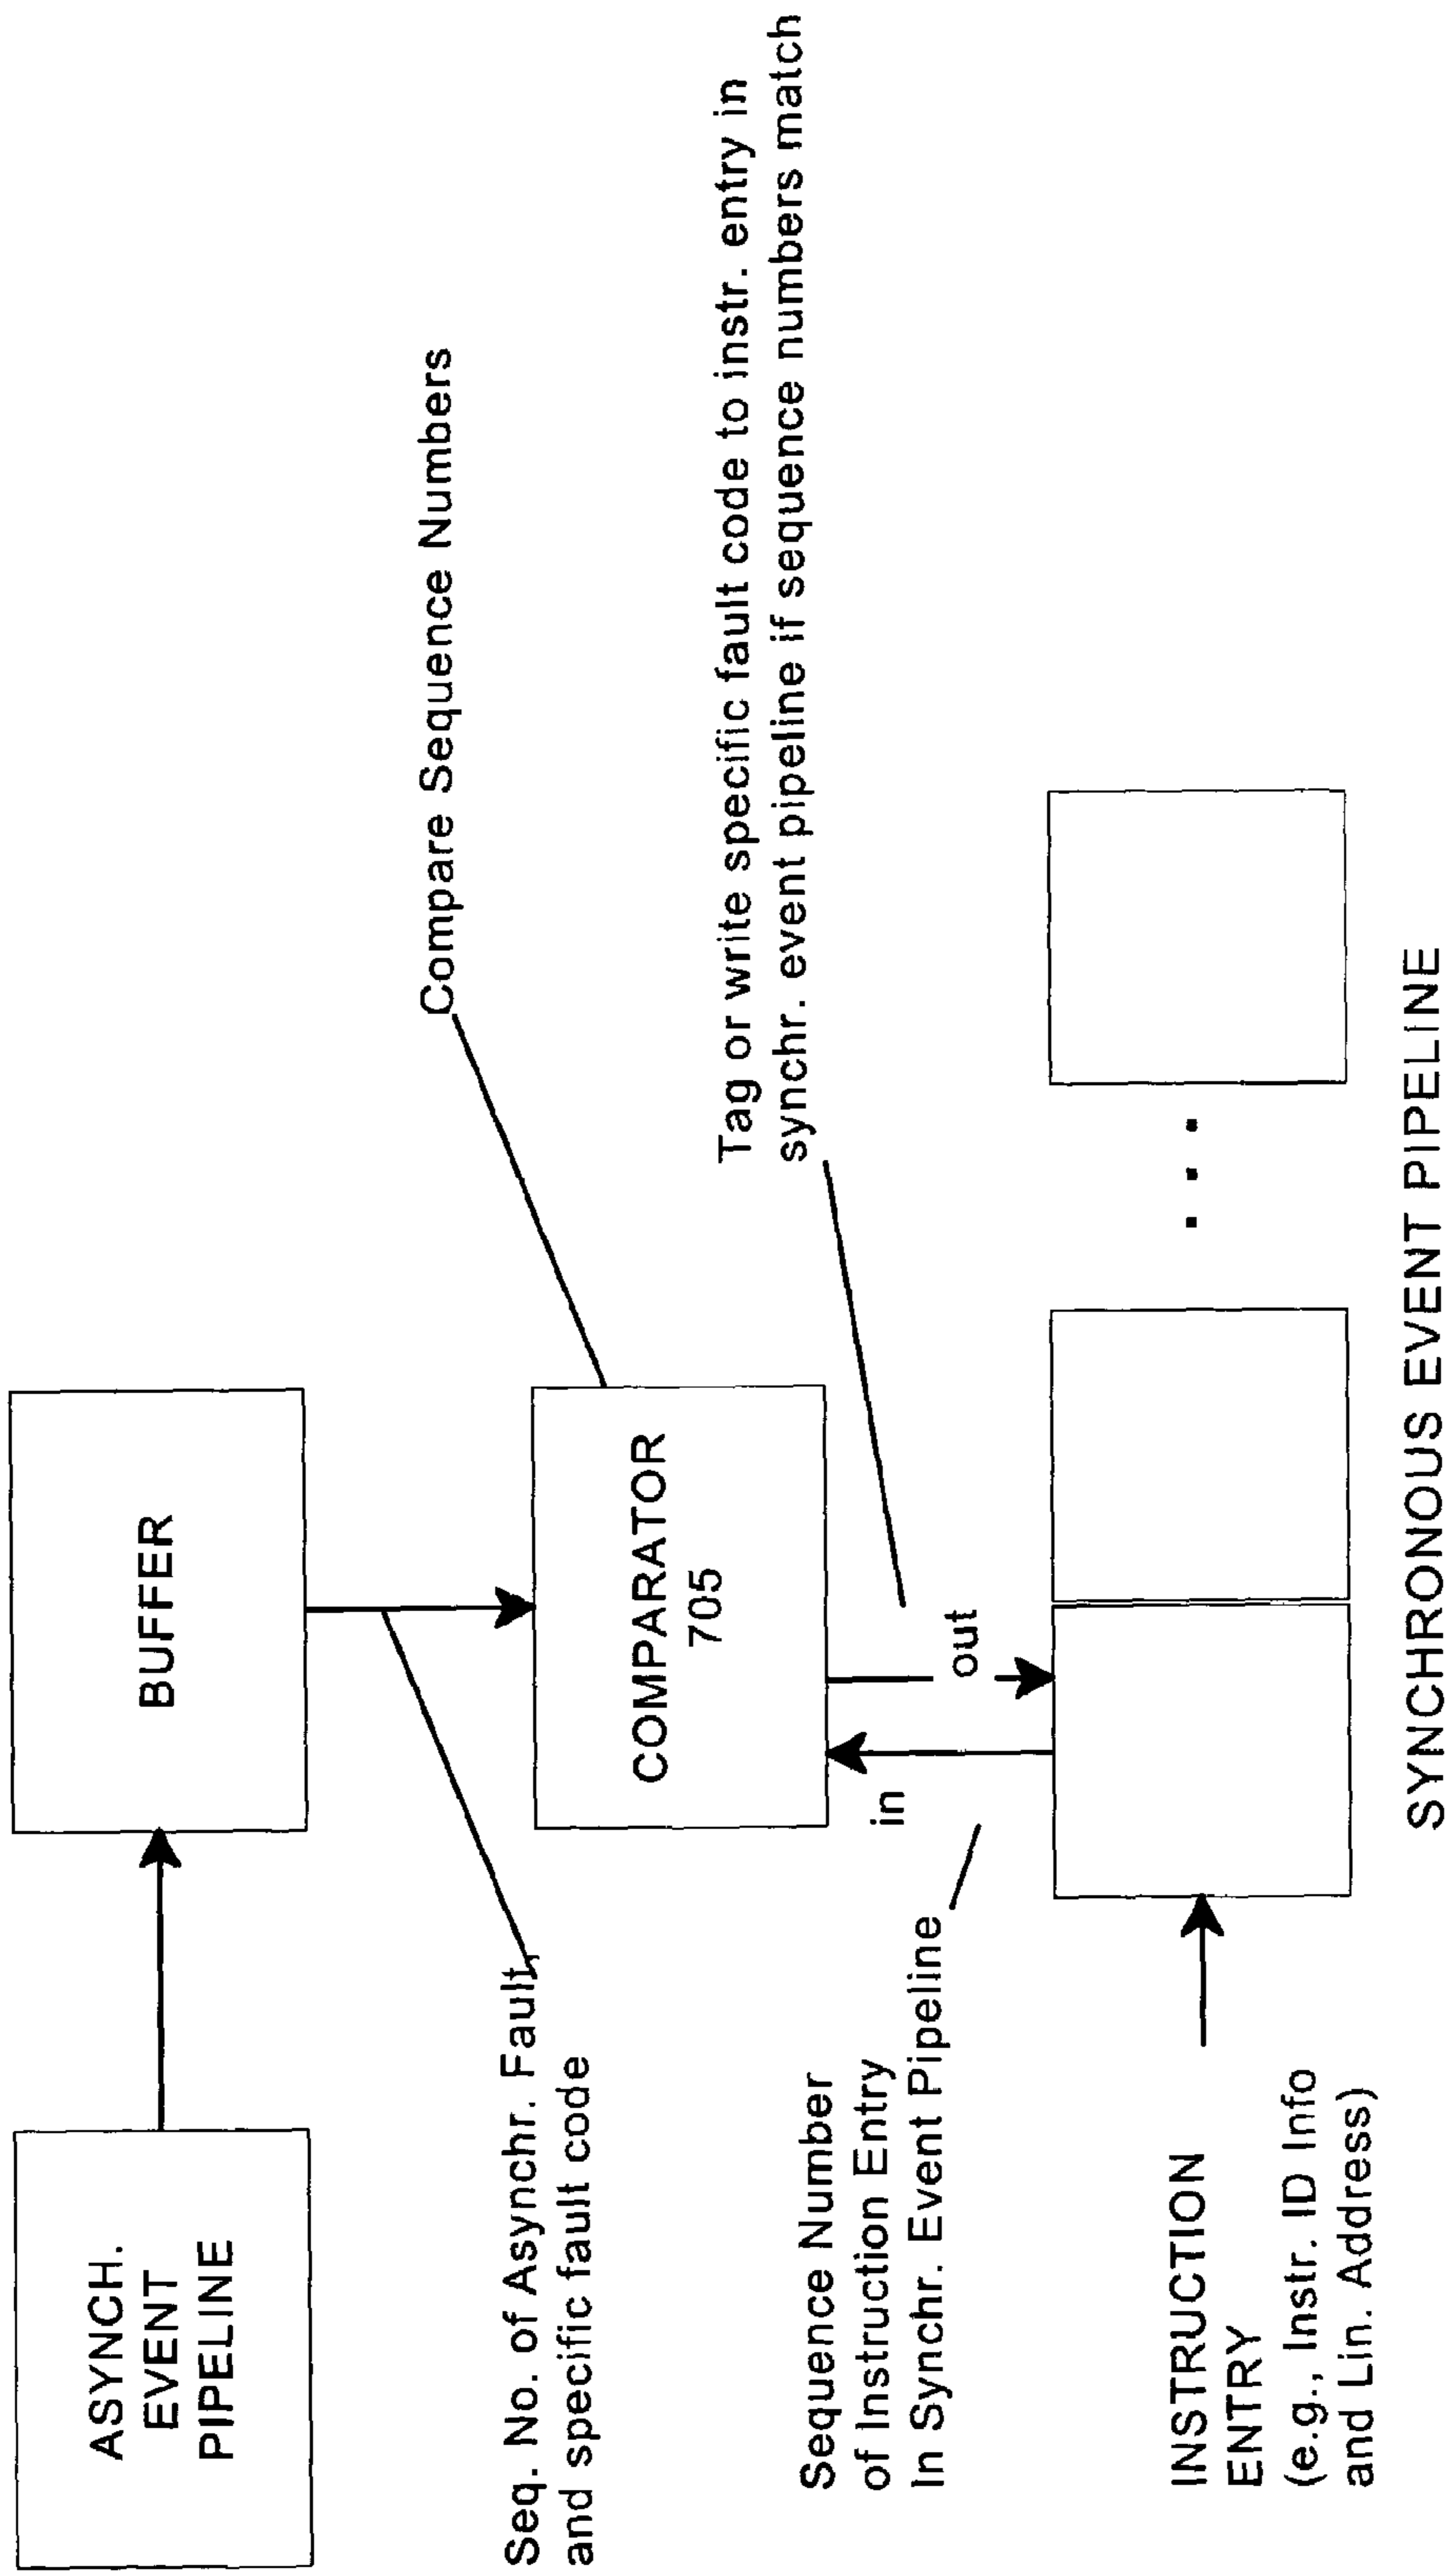 ASYNCH.
EVENT
PIPELINE
BUFFER
Seq. No. of Asynchr. Fault,
and specific fault code
COMPARATOR
705
Compare Sequence Numbers
Sequence Number
of Instruction Entry
In Synchr. Event Pipeline
in
out
Tag or write specific fault code to instr. entry in
synchr. event pipeline if sequence numbers match
INSTRUCTION
ENTRY
(e.g., Instr. ID Info
and Lin. Address)
. . .
SYNCHRONOUS EVENT PIPELINE